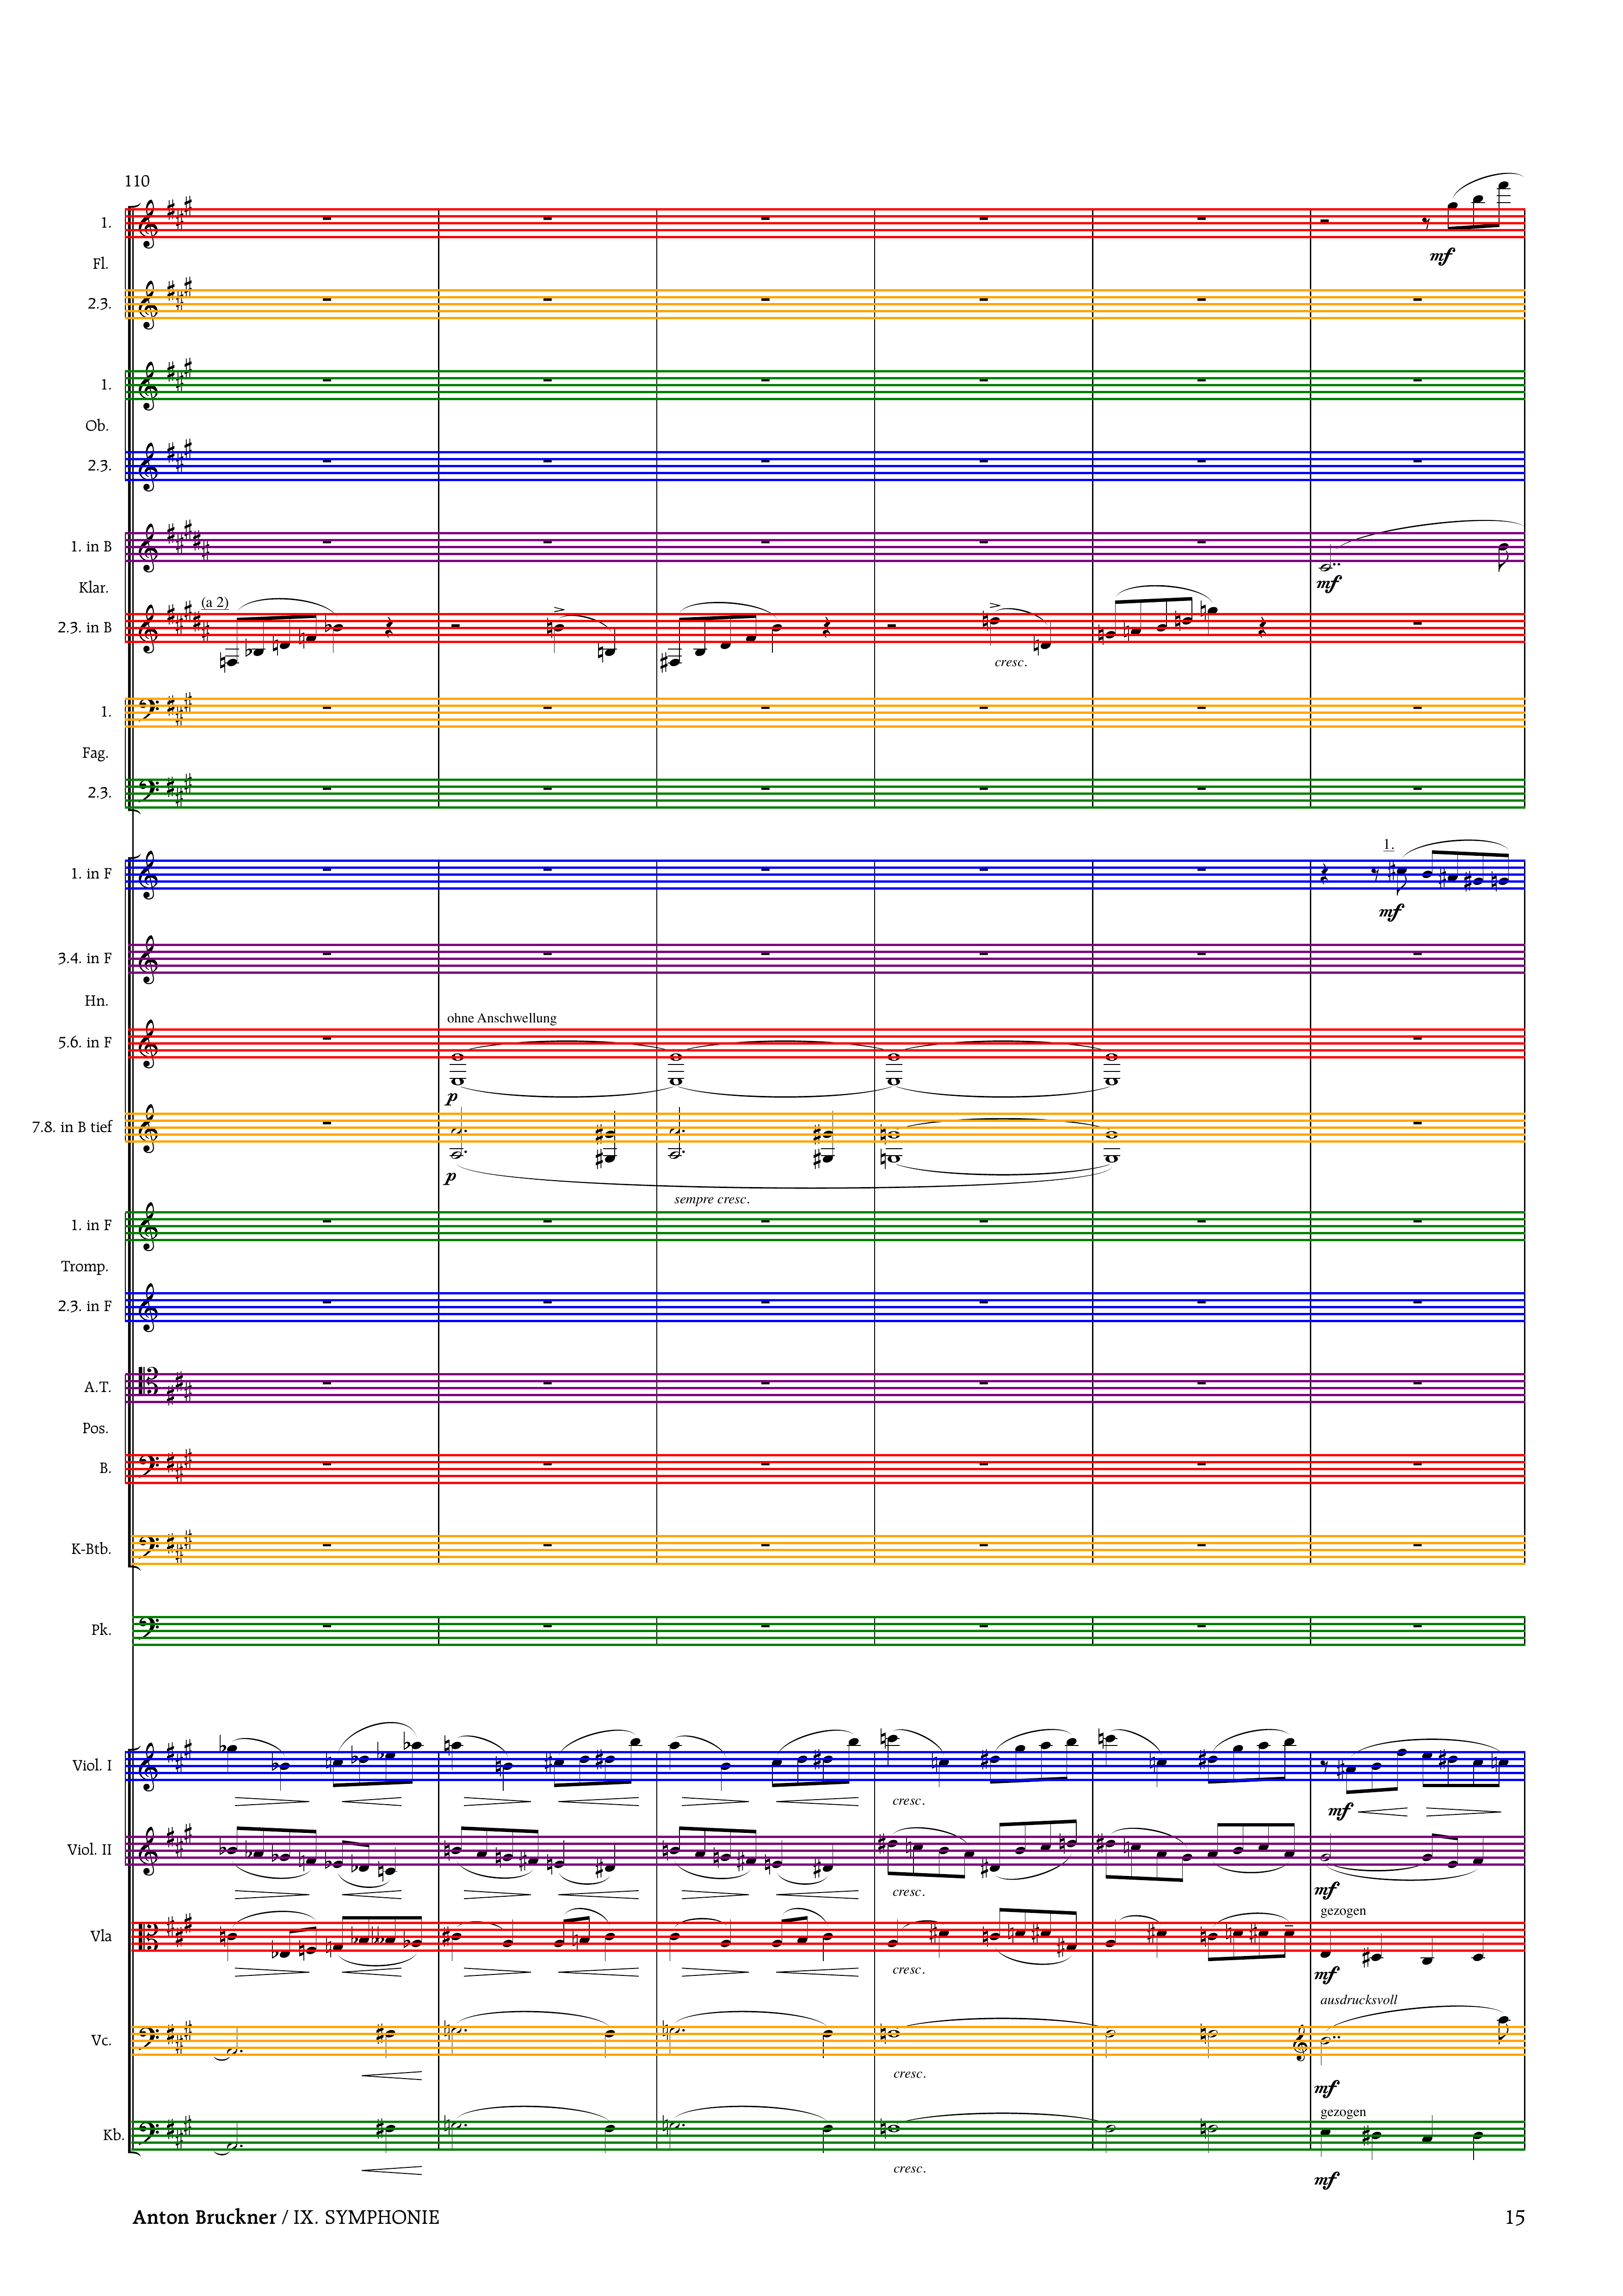 110
1.
Fl.
2.3.
1.
Ob.
2.3.
1. in B
mf
mf
Klar.
(a 2)
2.3. in B
cresc.
1.
Fag.
2.3.
1.
1. in F
mf
3.4. in F
Hn.
ohne Anschwellung
5.6. in F
p
7.8. in B tief
p
sempre cresc.
1. in F
Tromp.
2.3. in F
A.T.
Pos.
B.
K-Btb.
Pk.
Viol. I
cresc.
mf
Viol. II
cresc.
mf
gezogen
Vla
cresc.
mf
ausdrucksvoll
Vc.
cresc.
mf
gezogen
Kb.
cresc.
mf
Anton Bruckner / IX. SYMPHONIE 15